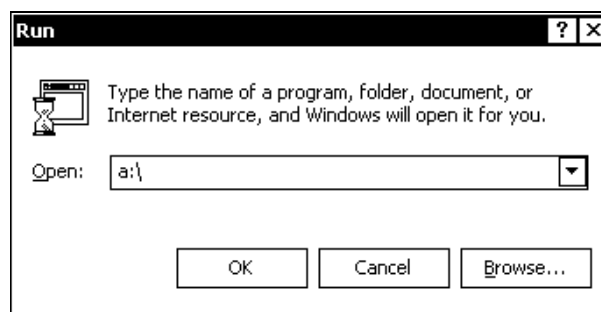 Run ? X
Type the name of a program, folder, document, or
Internet resource, and Windows will open it for you.
Open: a:\
OK Cancel Browse...